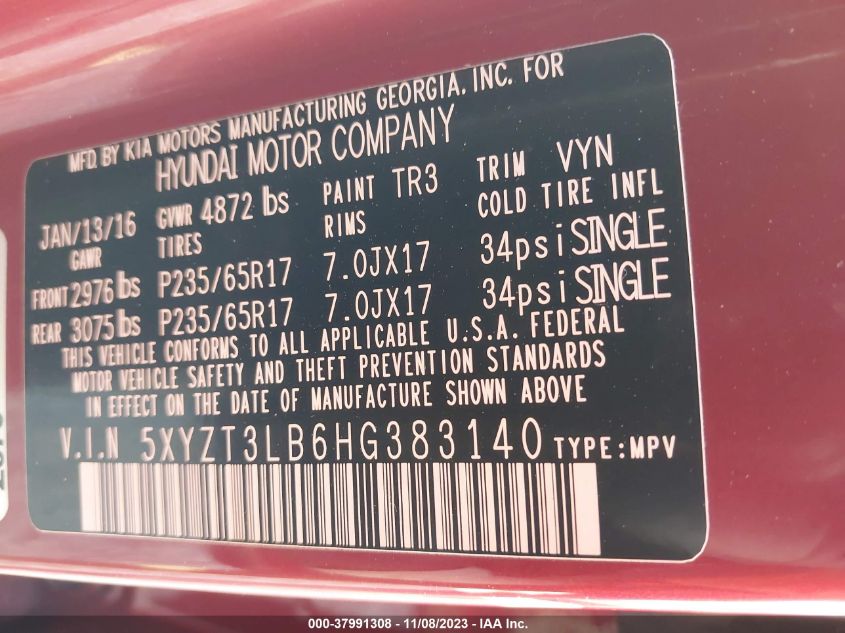 MFD. BY KIA MOTORS MANUFACTURING GEORGIA, INC. FOR
HYUNDAI MOTOR COMPANY
JAN/13/16 GVWR 4872 lbs PAINT TR3 TRIM VYN
GAWR TIRES RIMS COLD TIRE INFL
FRONT 2976 lbs P235/65R17 7.0JX17 34psi SINGLE
REAR 3075 lbs P235/65R17 7.0JX17 34psi SINGLE
THIS VEHICLE CONFORMS TO ALL APPLICABLE U.S.A. FEDERAL
MOTOR VEHICLE SAFETY AND THEFT PREVENTION STANDARDS
IN EFFECT ON THE DATE OF MANUFACTURE SHOWN ABOVE
V.I.N 5XYZT3LB6HG383140 TYPE:MPV
000-37991308 - 11/08/2023 - IAA Inc.